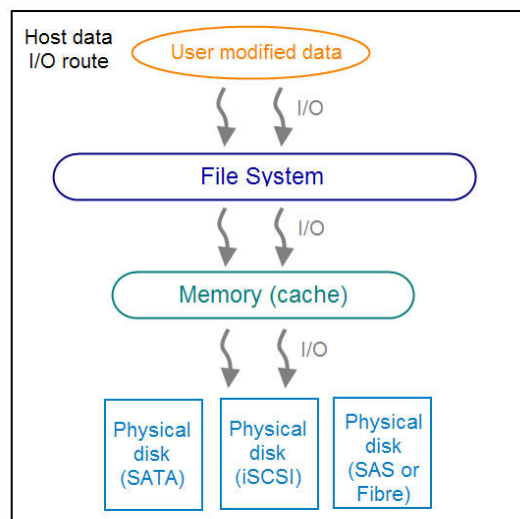 Host data
I/O route
User modified data
I/O
File System
I/O
Memory (cache)
I/O
Physical
disk
(SATA)
Physical
disk
(iSCSI)
Physical
disk
(SAS or
Fibre)